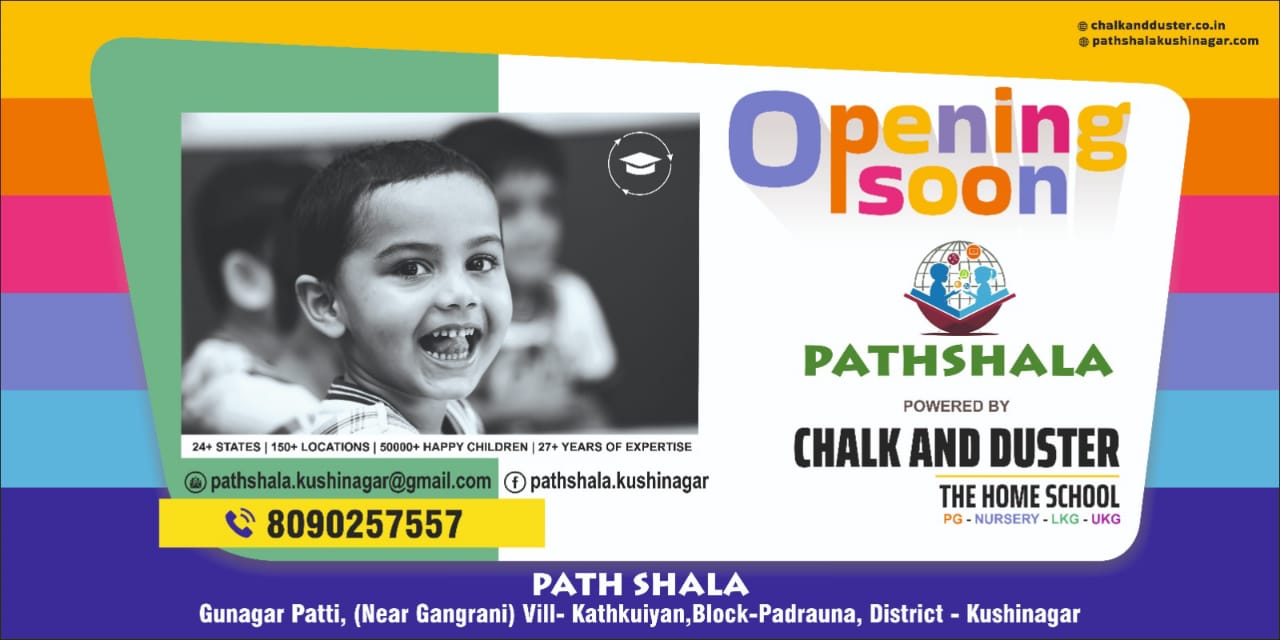 chalkandduster.co.in
pathshalakushinagar.com
Opening
soon
PATHSHALA
POWERED BY
CHALK AND DUSTER
THE HOME SCHOOL
PG - NURSERY - LKG - UKG
24+ STATES | 150+ LOCATIONS | 50000+ HAPPY CHILDREN | 27+ YEARS OF EXPERTISE
pathshala.kushinagar@gmail.com pathshala.kushinagar
8090257557
PATH SHALA
Gunagar Patti, (Near Gangrani) Vill- Kathkuiyan,Block-Padrauna, District - Kushinagar